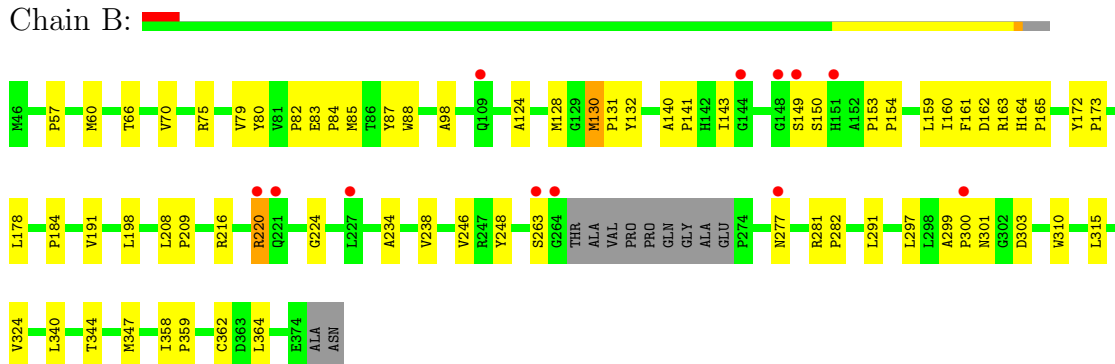 Chain B:
M46 P57 M60 T66 V70 R75 V79 Y80 V81 P82 E83 P84 M85 T86 Y87 W88 A98 Q109 A124 M128 G129 M130 P131 Y132 A140 P141 H142 I143 G144 G148 S149 S150 H151 A152 P153 P154 L159 I160 F161 D162 R163 H164 P165 Y172 P173
L178 P184 V191 L198 L208 P209 R216 R220 Q221 G224 L227 A234 V238 V246 R247 Y248 S263 G264 THR ALA VAL PRO PRO GLN GLY ALA GLU P274 N277 R281 P282 L291 L297 L298 A299 P300 N301 G302 D303 W310 L315
V324 L340 T344 M347 I358 P359 C362 D363 L364 E374 ALA ASN